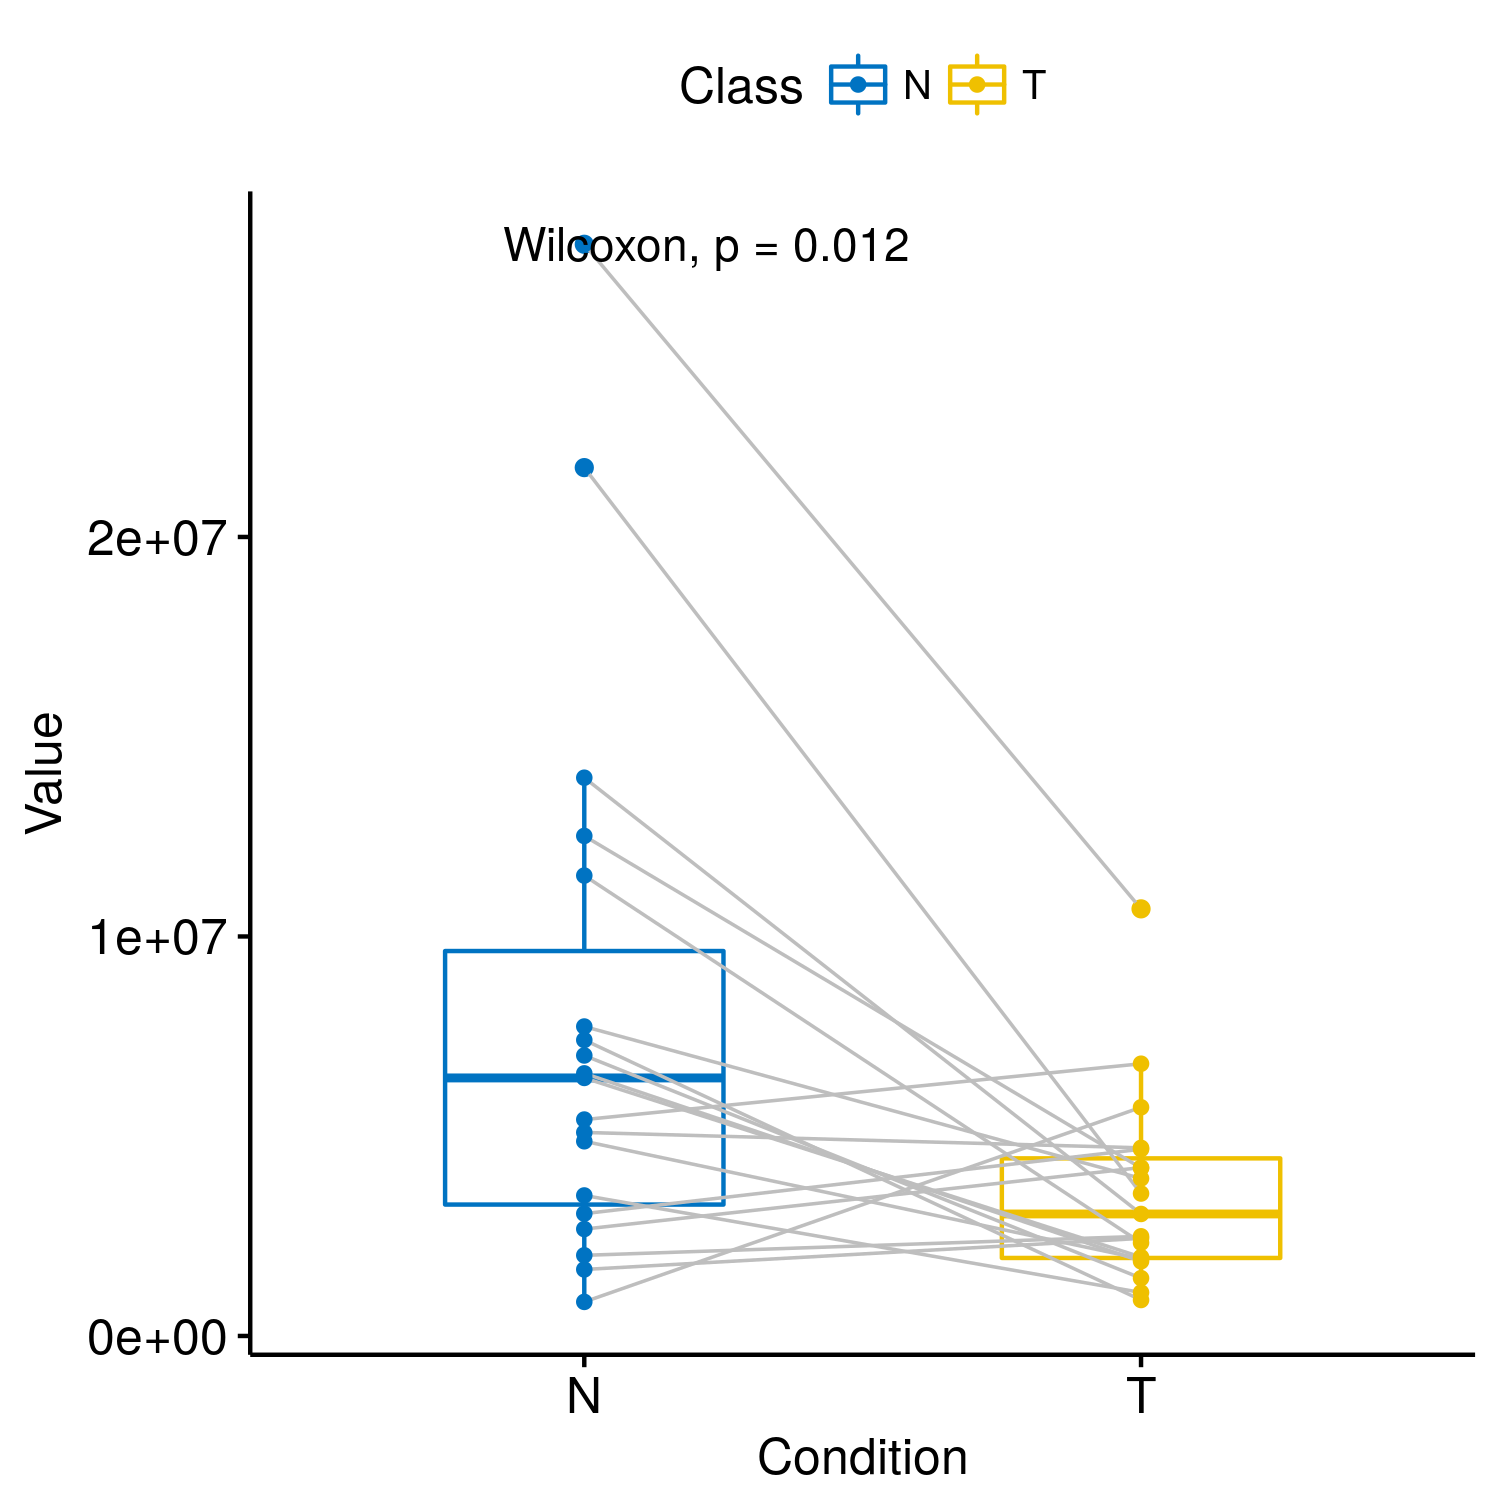 Class N T
Wilcoxon, p = 0.012
Value
2e+07
1e+07
0e+00
N T
Condition